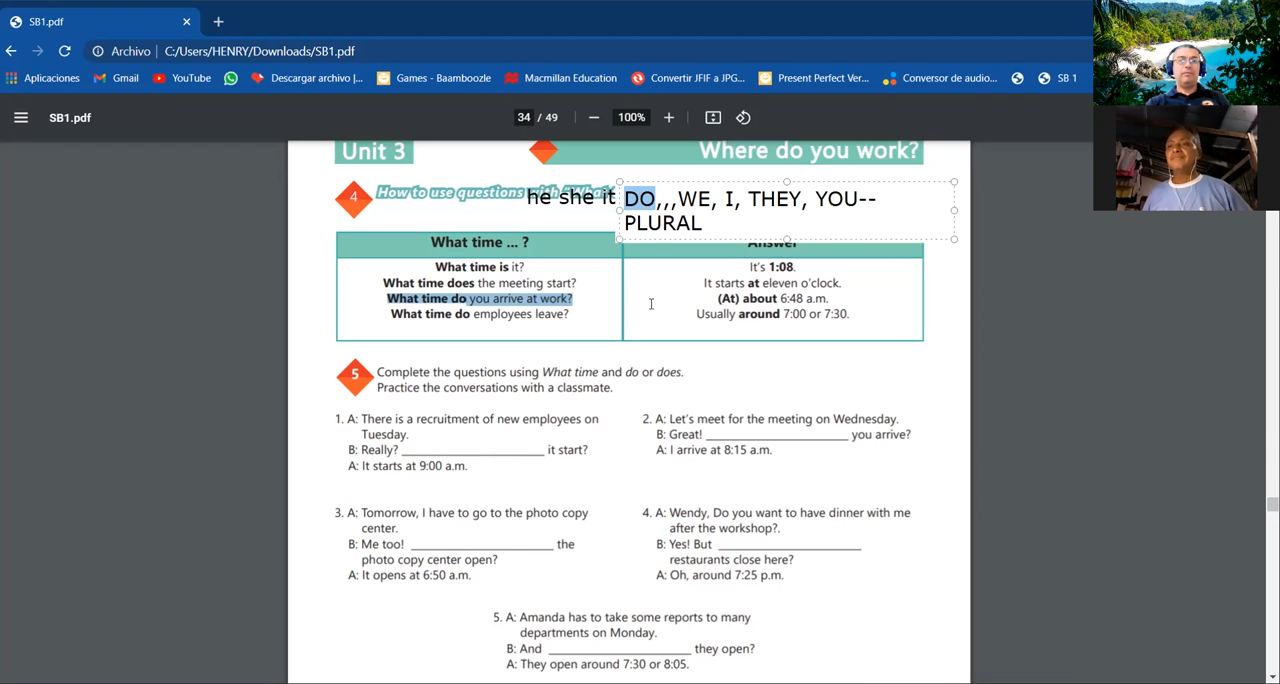 SB1.pdf
Archivo C:/Users/HENRY/Downloads/SB1.pdf
Aplicaciones Gmail YouTube Descargar archivo |... Games - Baamboozle Macmillan Education Convertir JFIF a JPG... Present Perfect Ver... Conversor de audio... SB 1
SB1.pdf 34 / 49 100%
Unit 3 Where do you work?
4 How to use questions with "What
he she it DO,,,WE, I, THEY, YOU--
PLURAL
What time ... ? Answer
What time is it? It's 1:08.
What time does the meeting start? It starts at eleven o'clock.
What time do you arrive at work? (At) about 6:48 a.m.
What time do employees leave? Usually around 7:00 or 7:30.
5 Complete the questions using What time and do or does.
Practice the conversations with a classmate.
1. A: There is a recruitment of new employees on
Tuesday.
B: Really? ______________________ it start?
A: It starts at 9:00 a.m.
2. A: Let's meet for the meeting on Wednesday.
B: Great! ______________________ you arrive?
A: I arrive at 8:15 a.m.
3. A: Tomorrow, I have to go to the photo copy
center.
B: Me too! ______________________ the
photo copy center open?
A: It opens at 6:50 a.m.
4. A: Wendy, Do you want to have dinner with me
after the workshop?.
B: Yes! But ______________________
restaurants close here?
A: Oh, around 7:25 p.m.
5. A: Amanda has to take some reports to many
departments on Monday.
B: And ______________________ they open?
A: They open around 7:30 or 8:05.